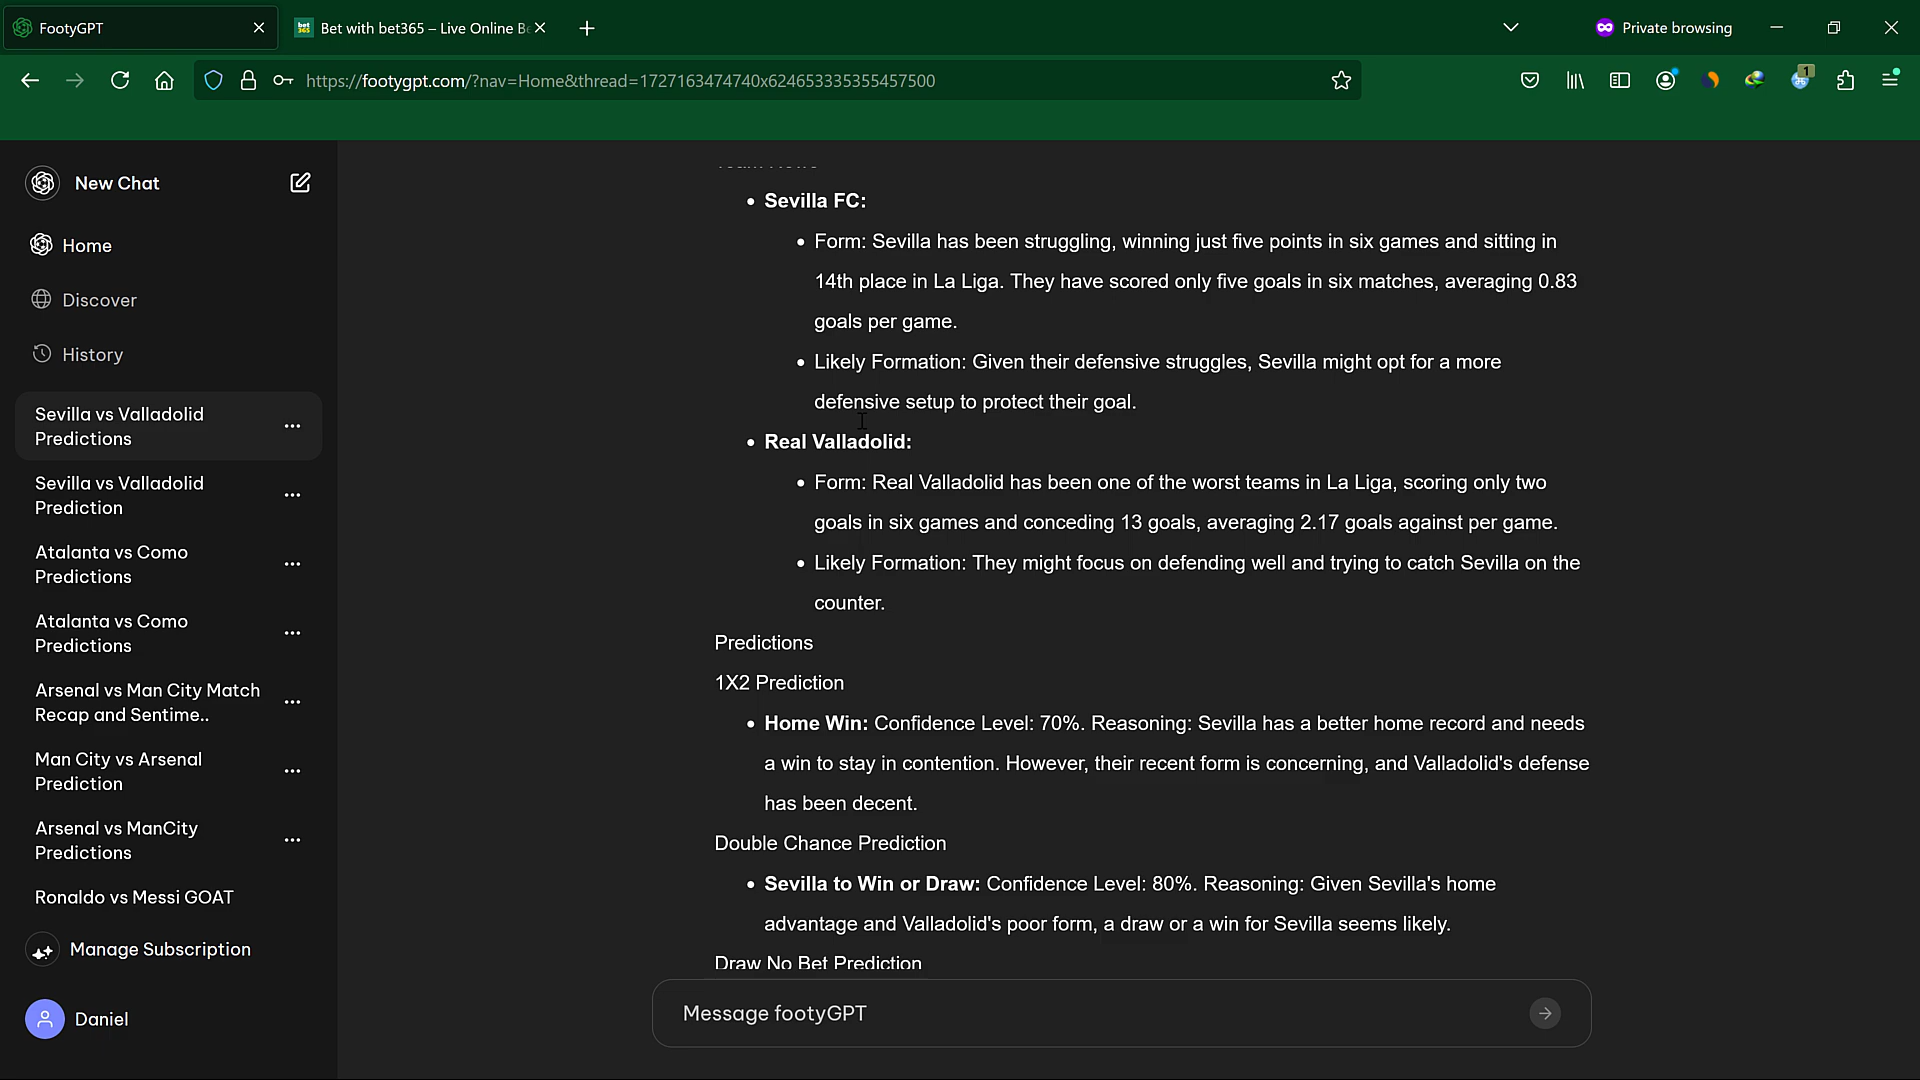 FootyGPT
bet365
Bet with bet365 – Live Online Be
Private browsing
https://footygpt.com/?nav=Home&thread=1727163474740x624653335355457500
1
New Chat
Home
Discover
History
Sevilla vs Valladolid
Predictions
Sevilla vs Valladolid
Prediction
Atalanta vs Como
Predictions
Atalanta vs Como
Predictions
Arsenal vs Man City Match
Recap and Sentime..
Man City vs Arsenal
Prediction
Arsenal vs ManCity
Predictions
Ronaldo vs Messi GOAT
Manage Subscription
Daniel
• Sevilla FC:
• Form: Sevilla has been struggling, winning just five points in six games and sitting in
14th place in La Liga. They have scored only five goals in six matches, averaging 0.83
goals per game.
• Likely Formation: Given their defensive struggles, Sevilla might opt for a more
defensive setup to protect their goal.
• Real Valladolid:
• Form: Real Valladolid has been one of the worst teams in La Liga, scoring only two
goals in six games and conceding 13 goals, averaging 2.17 goals against per game.
• Likely Formation: They might focus on defending well and trying to catch Sevilla on the
counter.
Predictions
1X2 Prediction
• Home Win: Confidence Level: 70%. Reasoning: Sevilla has a better home record and needs
a win to stay in contention. However, their recent form is concerning, and Valladolid's defense
has been decent.
Double Chance Prediction
• Sevilla to Win or Draw: Confidence Level: 80%. Reasoning: Given Sevilla's home
advantage and Valladolid's poor form, a draw or a win for Sevilla seems likely.
Draw No Bet Prediction
Message footyGPT